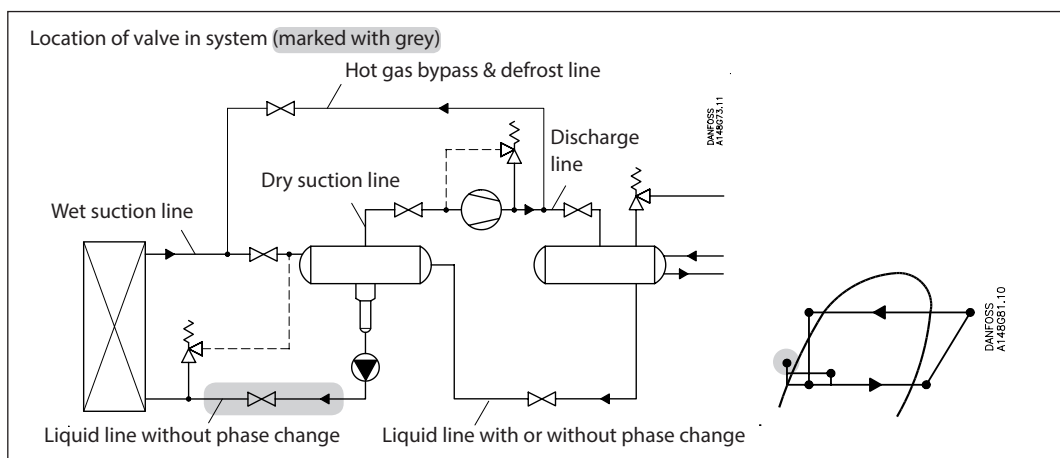 Location of valve in system (marked with grey)
Hot gas bypass & defrost line
DANFOSS
A148G73.11
Discharge
line
Dry suction line
Wet suction line
DANFOSS
A148G81.10
Liquid line without phase change
Liquid line with or without phase change